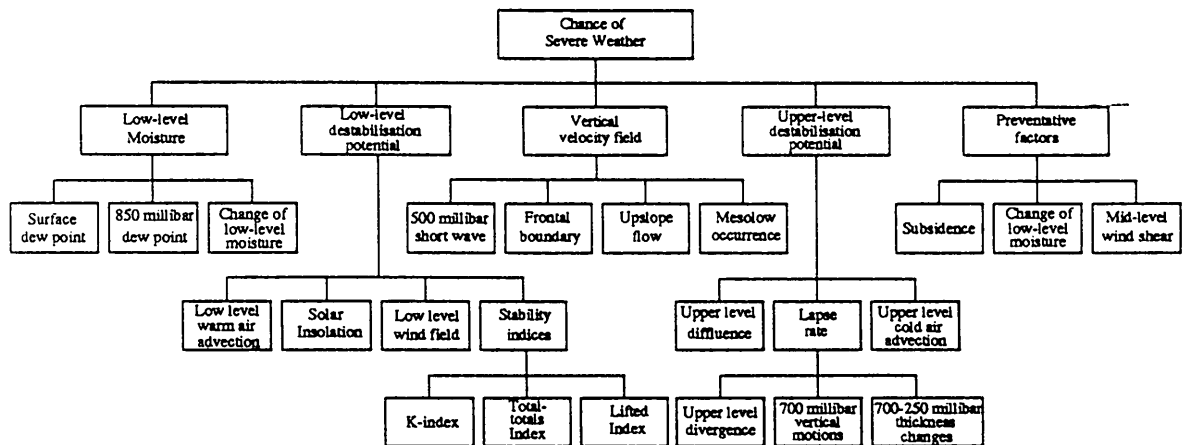 Chance of
Severe Weather
Low-level
Moisture
Low-level
destabilisation
potential
Vertical
velocity field
Upper-level
destabilisation
potential
Preventative
factors
Surface
dew point
850 millibar
dew point
Change of
low-level
moisture
500 millibar
short wave
Frontal
boundary
Upslope
flow
Mesolow
occurrence
Subsidence
Change of
low-level
moisture
Mid-level
wind shear
Low level
warm air
advection
Solar
Insolation
Low level
wind field
Stability
indices
Upper level
diffluence
Lapse
rate
Upper level
cold air
advection
K-index
Total-
totals
Index
Lifted
Index
Upper level
divergence
700 millibar
vertical
motions
700-250 millibar
thickness
changes